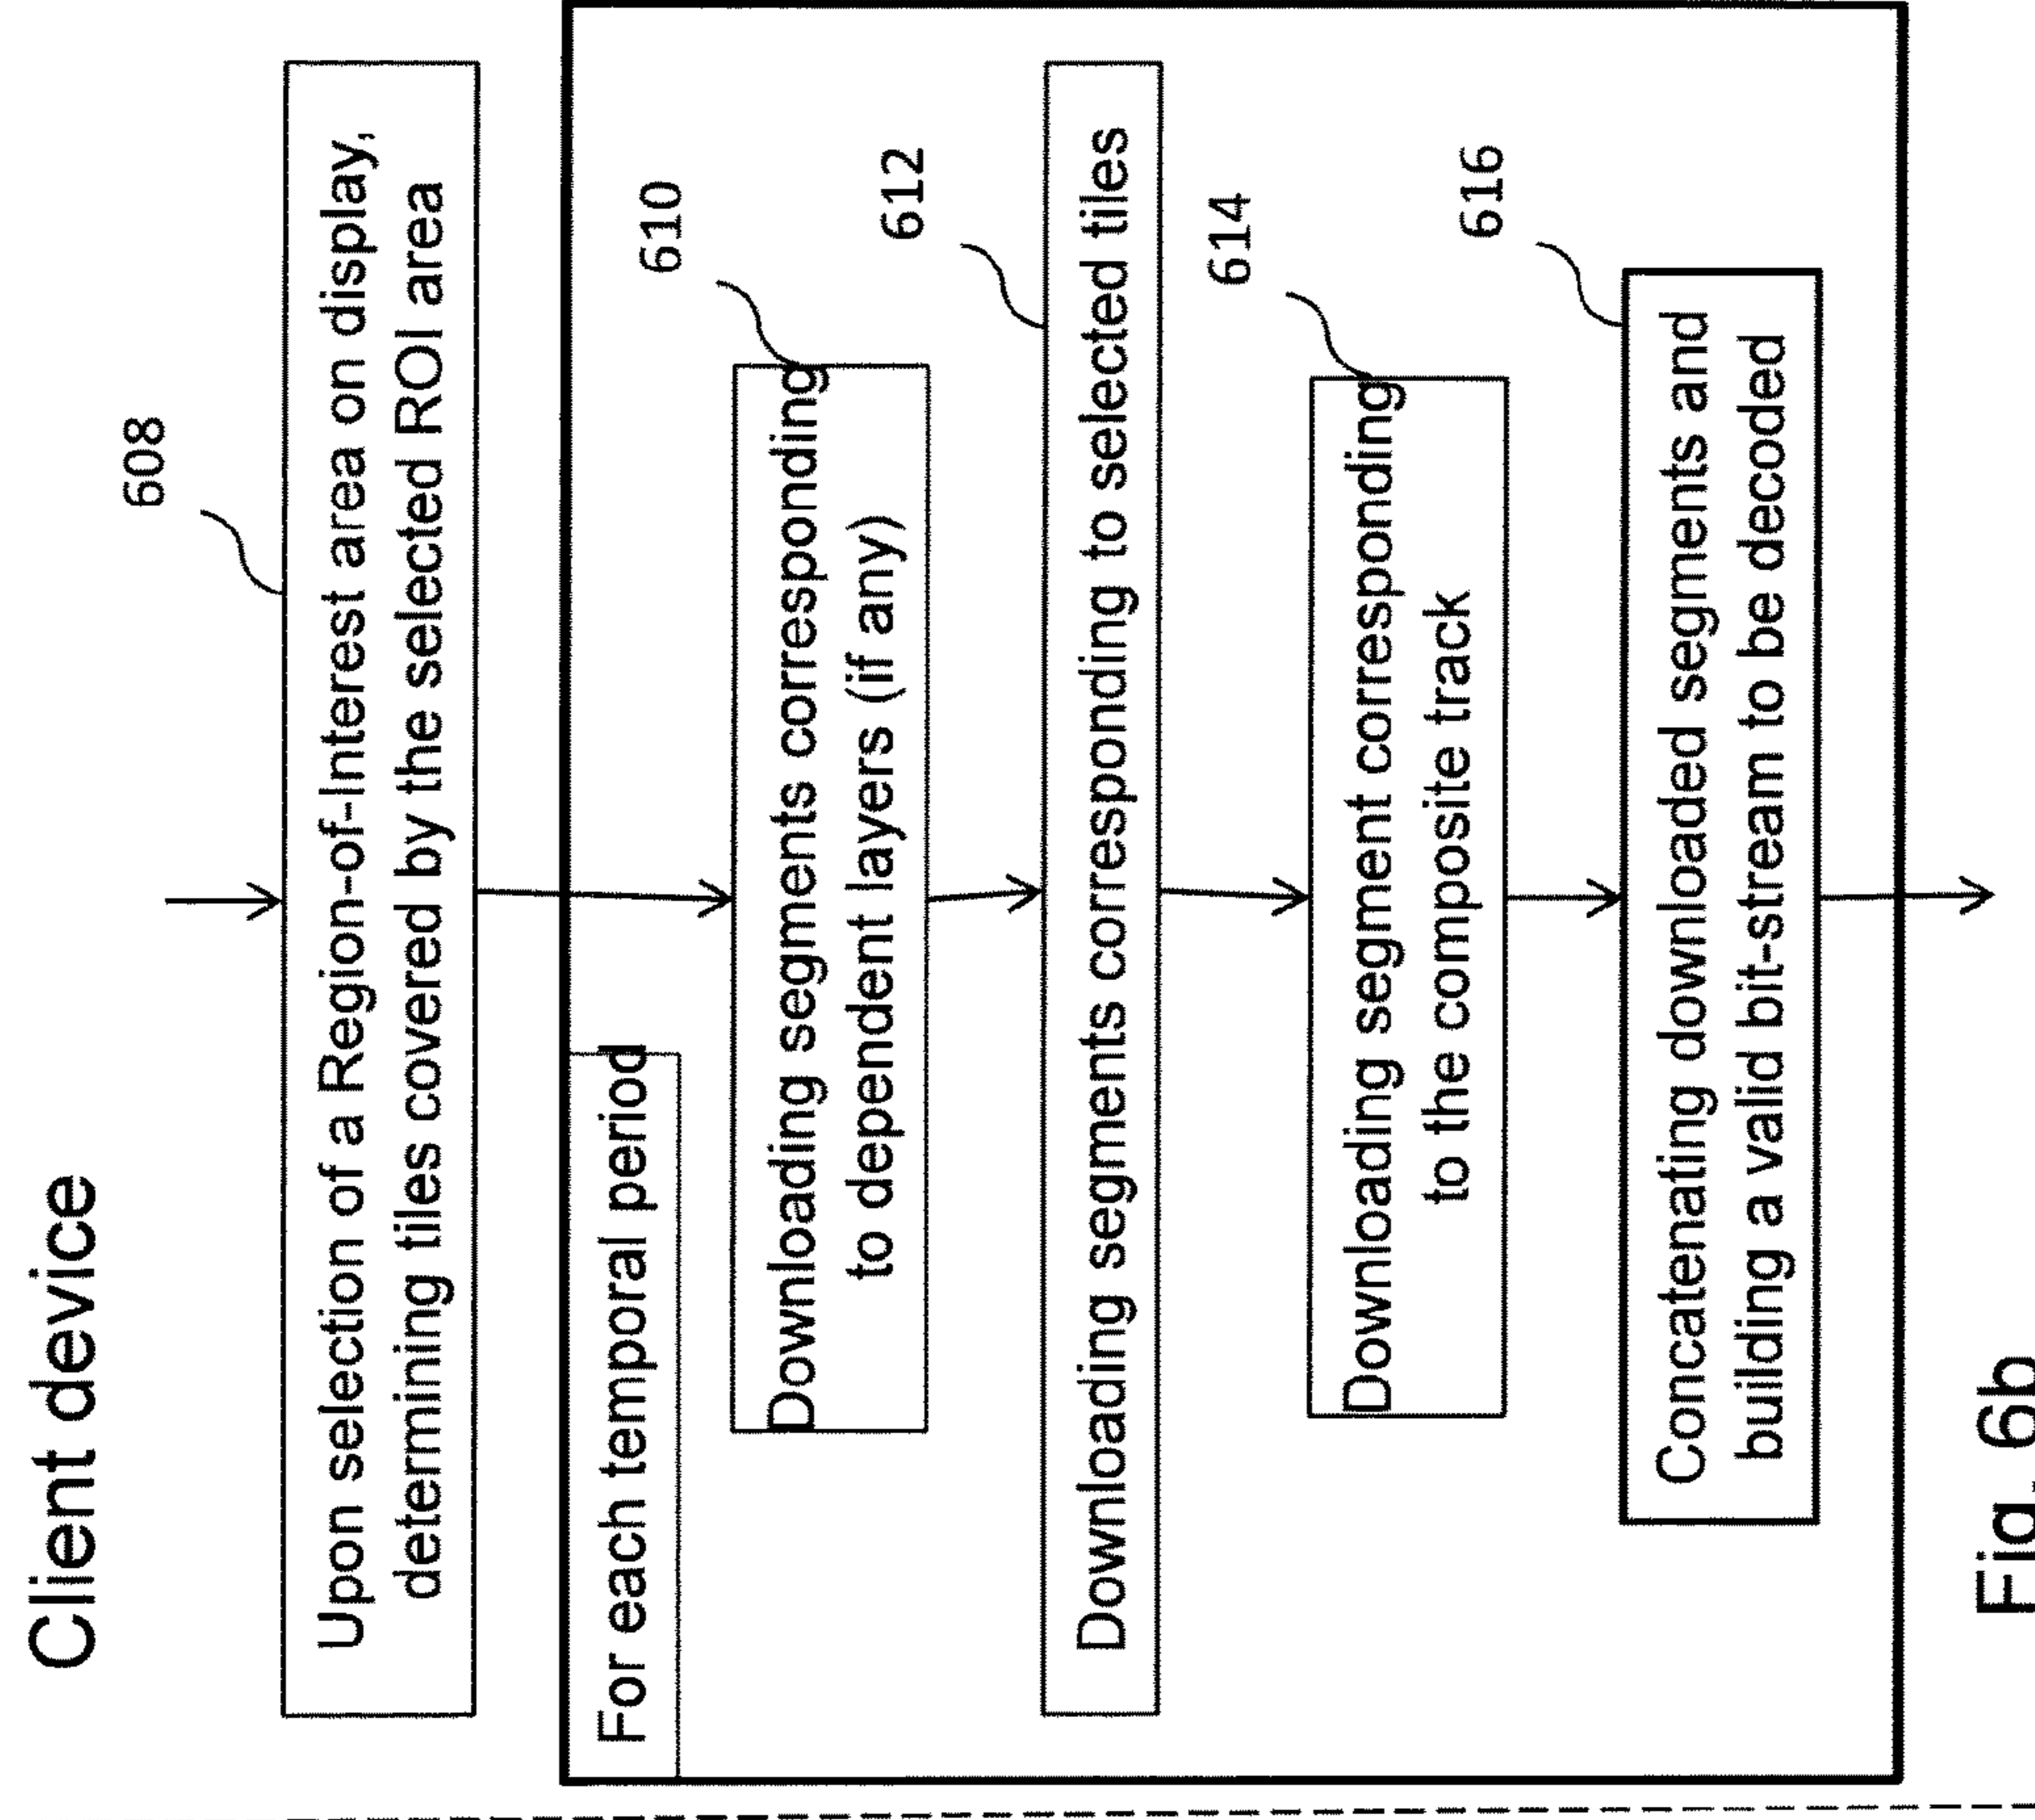 Client device
608
Upon selection of a Region-of-Interest area on display,
determining tiles covered by the selected ROI area
For each temporal period
610
Downloading segments corresponding
to dependent layers (if any)
612
Downloading segments corresponding to selected tiles
614
Downloading segment corresponding
to the composite track
616
Concatenating downloaded segments and
building a valid bit-stream to be decoded
Fig. 6b